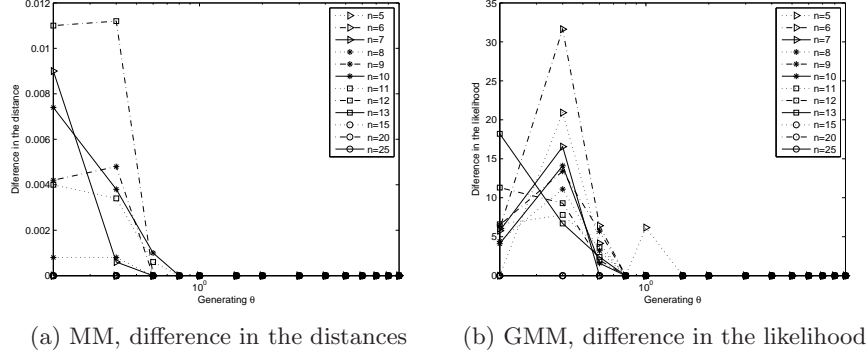 0.012
0.01
0.008
0.006
0.004
0.002
0
Diference in the distance
10^0
Generating θ
n=5
n=6
n=7
n=8
n=9
n=10
n=11
n=12
n=13
n=15
n=20
n=25
(a) MM, difference in the distances
35
30
25
20
15
10
5
0
Diference in the likelihood
10^0
Generating θ
n=5
n=6
n=7
n=8
n=9
n=10
n=11
n=12
n=13
n=15
n=20
n=25
(b) GMM, difference in the likelihood